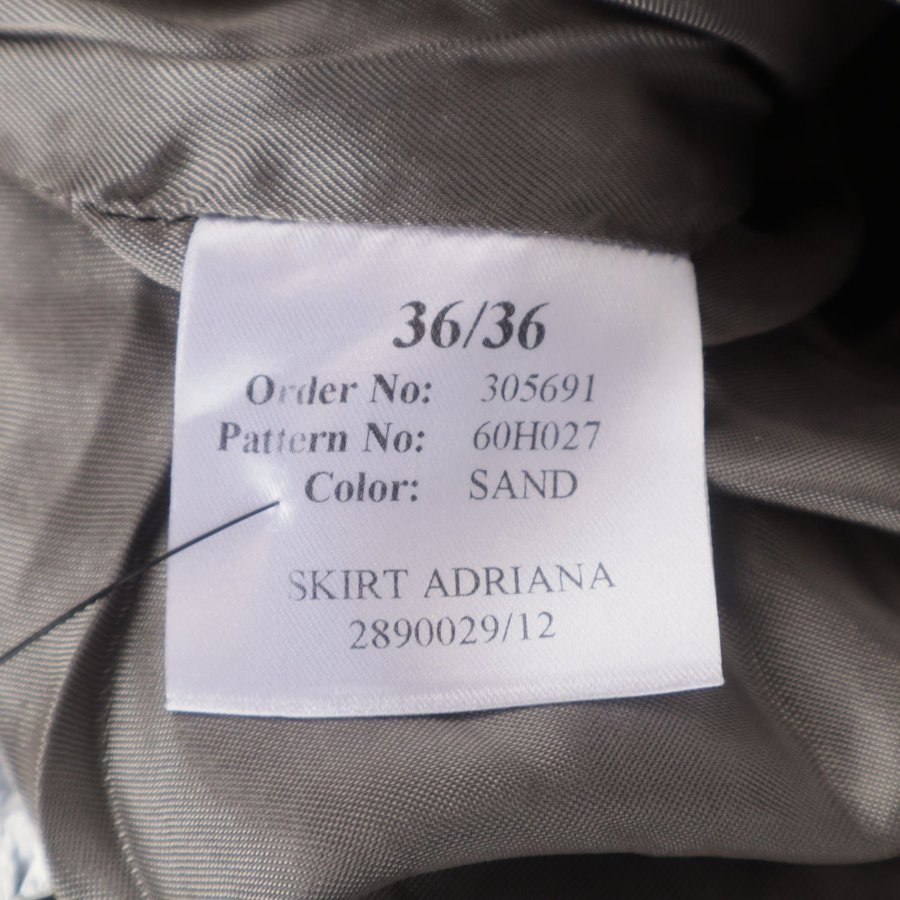 36/36
Order No: 305691
Pattern No: 60H027
Color: SAND
SKIRT ADRIANA
2890029/12